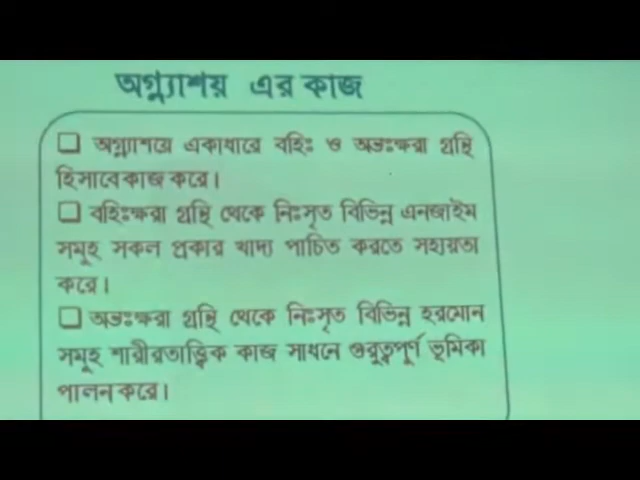 অগ্ন্যাশয় এর কাজ
❑ অগ্ন্যাশয়ে একাধারে বহিঃ ও অন্তঃক্ষরা গ্রন্থি
হিসাবে কাজ করে।
❑ বহিঃক্ষরা গ্রন্থি থেকে নিঃসৃত বিভিন্ন এনজাইম
সমূহ সকল প্রকার খাদ্য পাচিত করতে সহায়তা
করে।
❑ অন্তঃক্ষরা গ্রন্থি থেকে নিঃসৃত বিভিন্ন হরমোন
সমূহ শারীরতাত্ত্বিক কাজ সাধনে গুরুত্বপূর্ণ ভূমিকা
পালন করে।